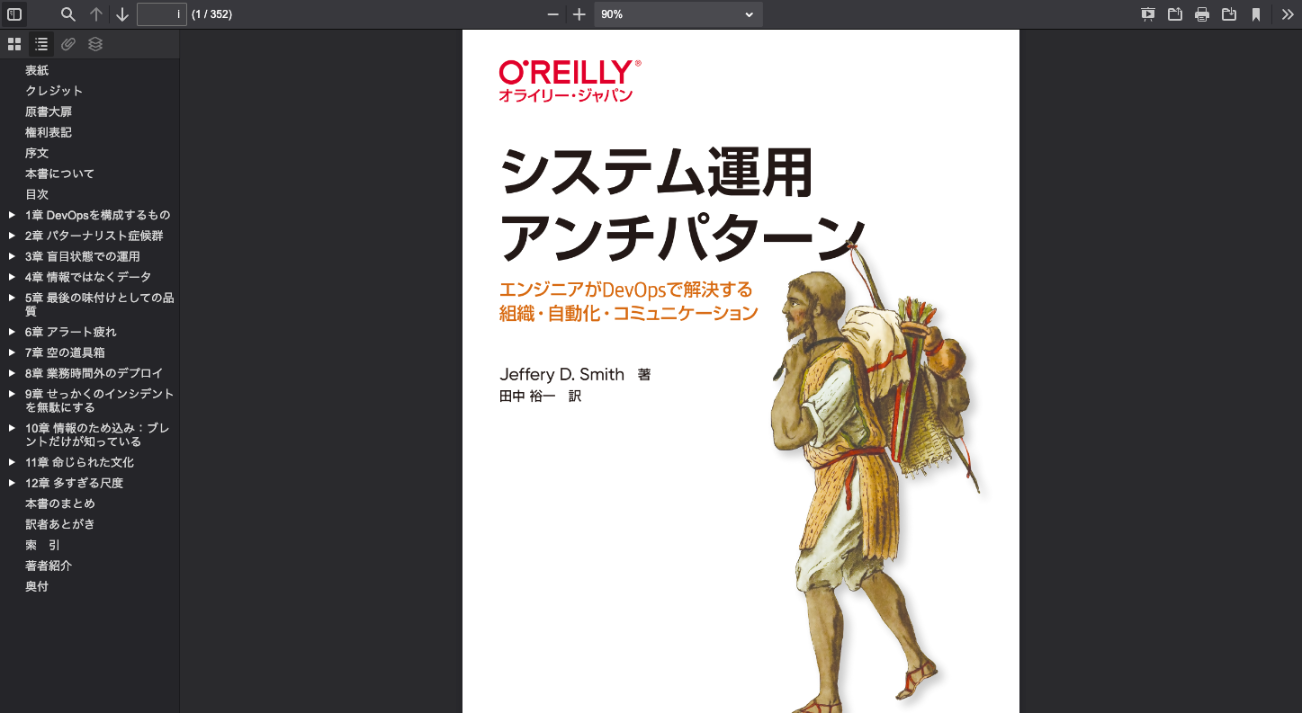 I (1 / 352)
90%
表紙
クレジット
原書大扉
権利表記
序文
本書について
目次
1章 DevOpsを構成するもの
2章 パターナリスト症候群
3章 盲目状態での運用
4章 情報ではなくデータ
5章 最後の味付けとしての品
質
6章 アラート疲れ
7章 空の道具箱
8章 業務時間外のデプロイ
9章 せっかくのインシデント
を無駄にする
10章 情報のため込み：ブレ
ントだけが知っている
11章 命じられた文化
12章 多すぎる尺度
本書のまとめ
訳者あとがき
索　引
著者紹介
奥付
O'REILLY®
オライリー・ジャパン
システム運用
アンチパターン
エンジニアがDevOpsで解決する
組織・自動化・コミュニケーション
Jeffery D. Smith 著
田中 裕一 訳